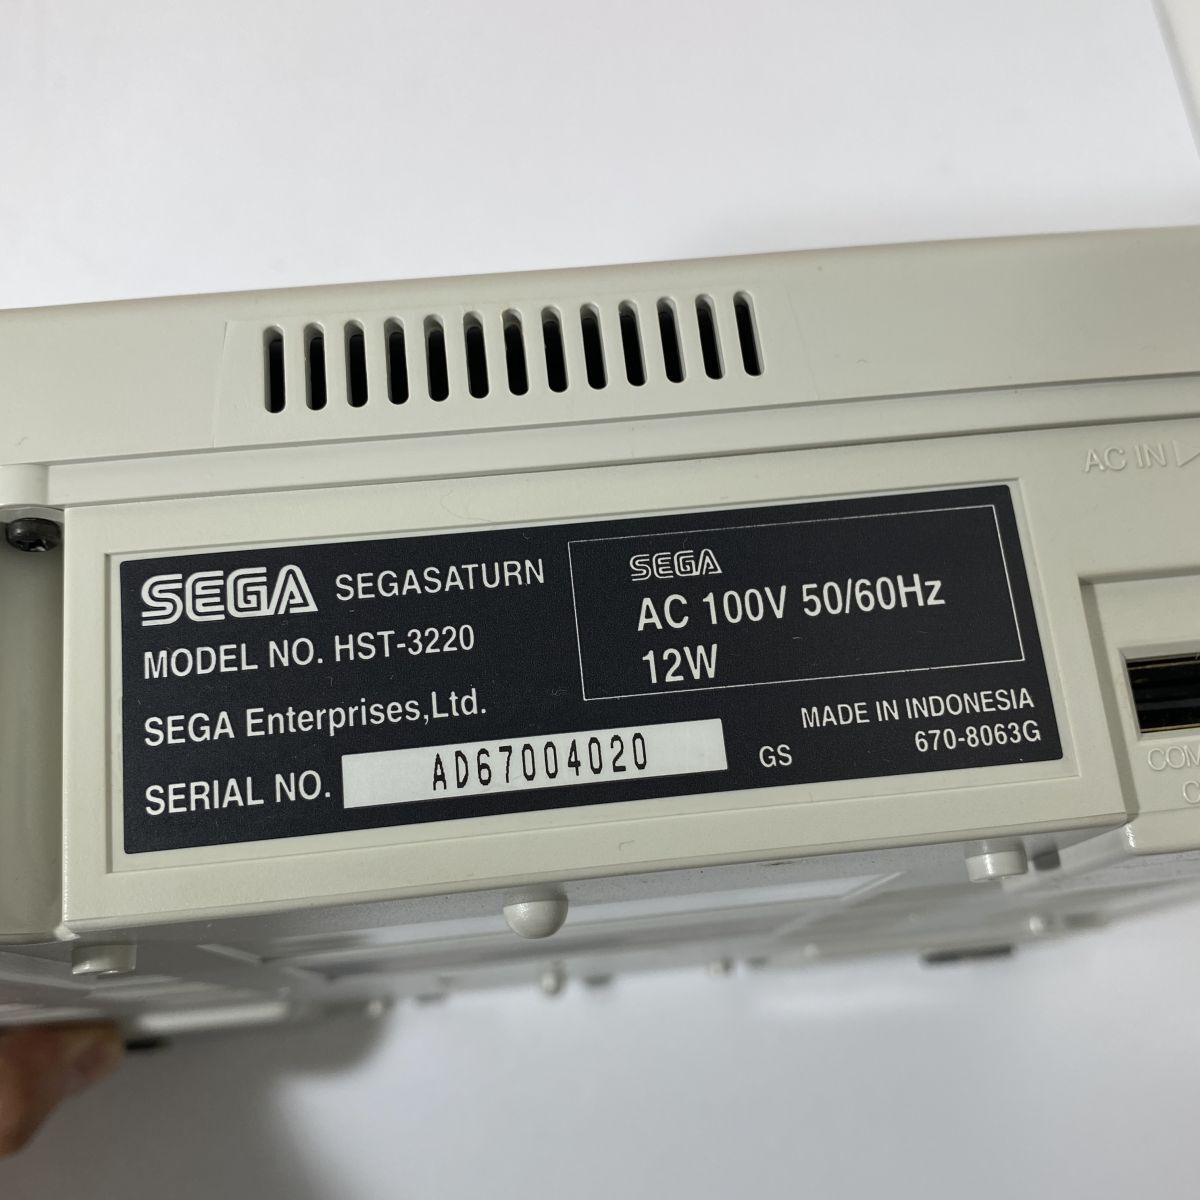 AC IN
SEGA SEGASATURN
MODEL NO. HST-3220
SEGA Enterprises,Ltd.
SERIAL NO. AD67004020
GS
SEGA
AC 100V 50/60Hz
12W
MADE IN INDONESIA
670-8063G